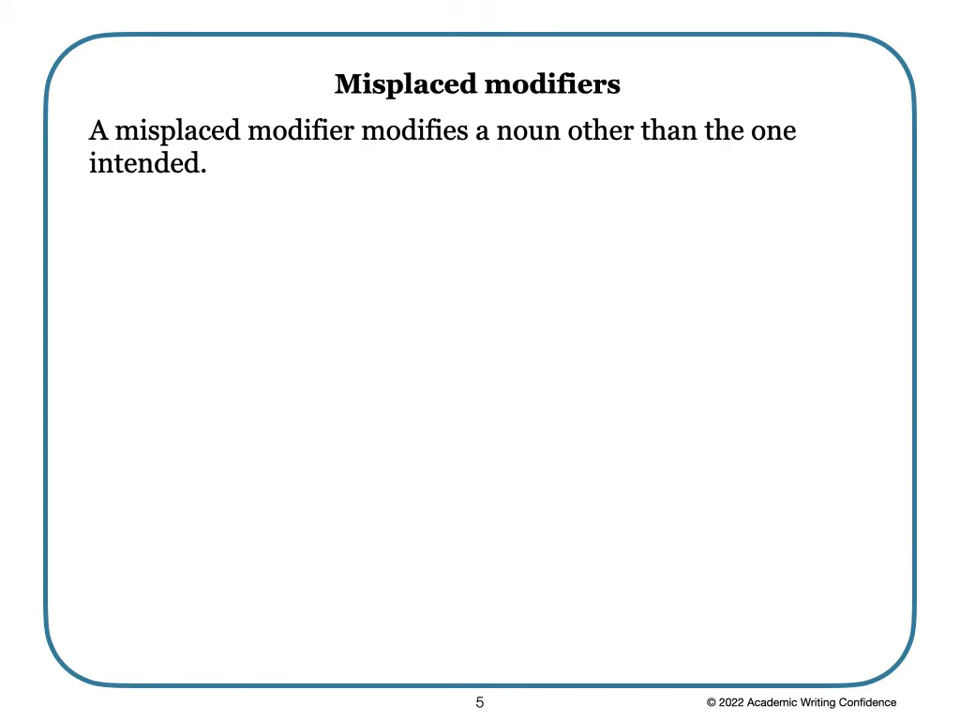 Misplaced modifiers
A misplaced modifier modifies a noun other than the one
intended.
5
© 2022 Academic Writing Confidence